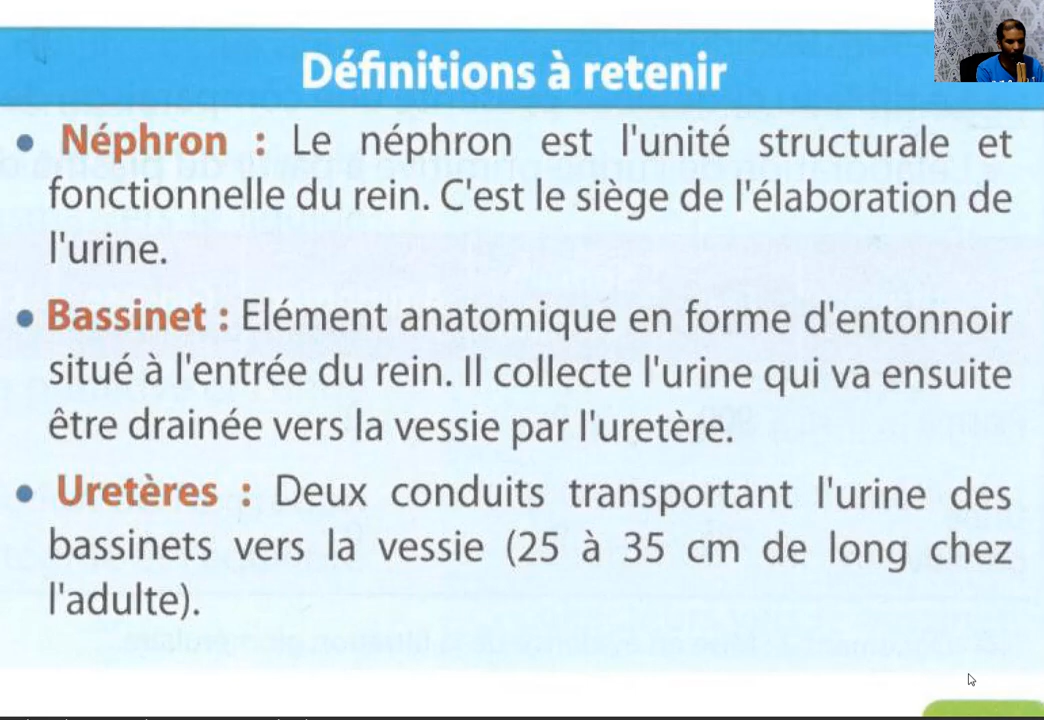 Définitions à retenir
• Néphron : Le néphron est l'unité structurale et
fonctionnelle du rein. C'est le siège de l'élaboration de
l'urine.
• Bassinet : Elément anatomique en forme d'entonnoir
situé à l'entrée du rein. Il collecte l'urine qui va ensuite
être drainée vers la vessie par l'uretère.
• Uretères : Deux conduits transportant l'urine des
bassinets vers la vessie (25 à 35 cm de long chez
l'adulte).